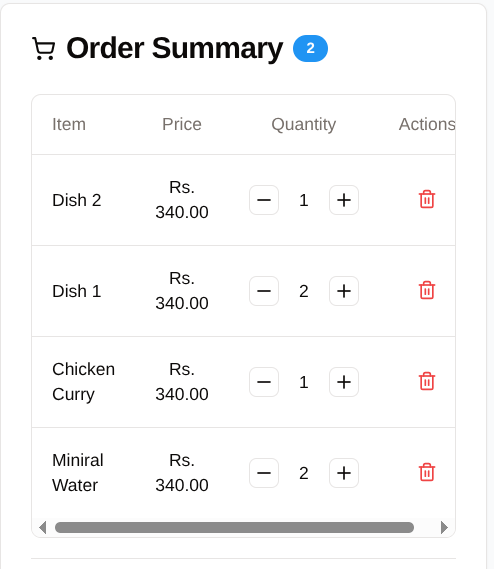 Order Summary 2
Item Price Quantity Actions
Dish 2 Rs. 340.00 1
Dish 1 Rs. 340.00 2
Chicken Curry Rs. 340.00 1
Miniral Water Rs. 340.00 2